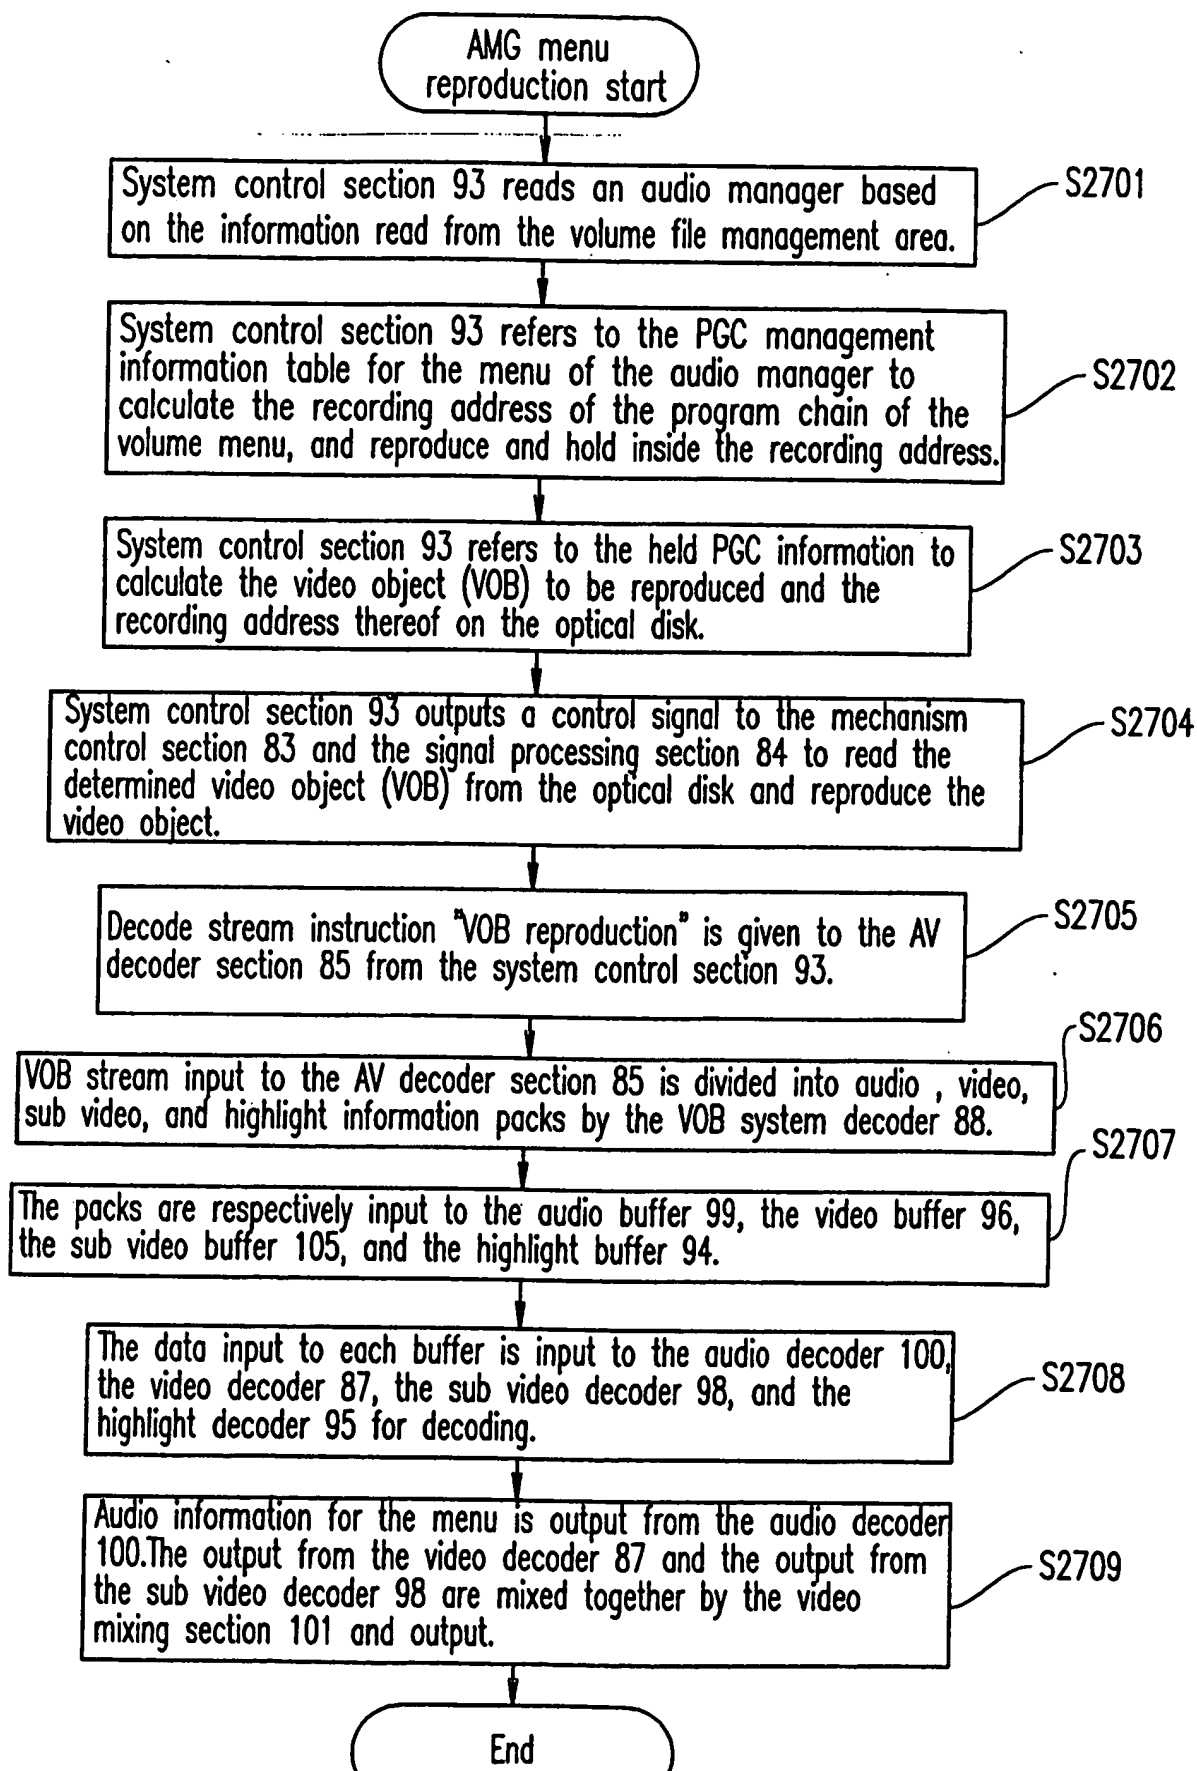 AMG menu
reproduction start
System control section 93 reads an audio manager based
on the information read from the volume file management area.
S2701
System control section 93 refers to the PGC management
information table for the menu of the audio manager to
calculate the recording address of the program chain of the
volume menu, and reproduce and hold inside the recording address.
S2702
System control section 93 refers to the held PGC information to
calculate the video object (VOB) to be reproduced and the
recording address thereof on the optical disk.
S2703
System control section 93 outputs a control signal to the mechanism
control section 83 and the signal processing section 84 to read the
determined video object (VOB) from the optical disk and reproduce the
video object.
S2704
Decode stream instruction "VOB reproduction" is given to the AV
decoder section 85 from the system control section 93.
S2705
VOB stream input to the AV decoder section 85 is divided into audio , video,
sub video, and highlight information packs by the VOB system decoder 88.
S2706
The packs are respectively input to the audio buffer 99, the video buffer 96,
the sub video buffer 105, and the highlight buffer 94.
S2707
The data input to each buffer is input to the audio decoder 100,
the video decoder 87, the sub video decoder 98, and the
highlight decoder 95 for decoding.
S2708
Audio information for the menu is output from the audio decoder
100.The output from the video decoder 87 and the output from
the sub video decoder 98 are mixed together by the video
mixing section 101 and output.
S2709
End